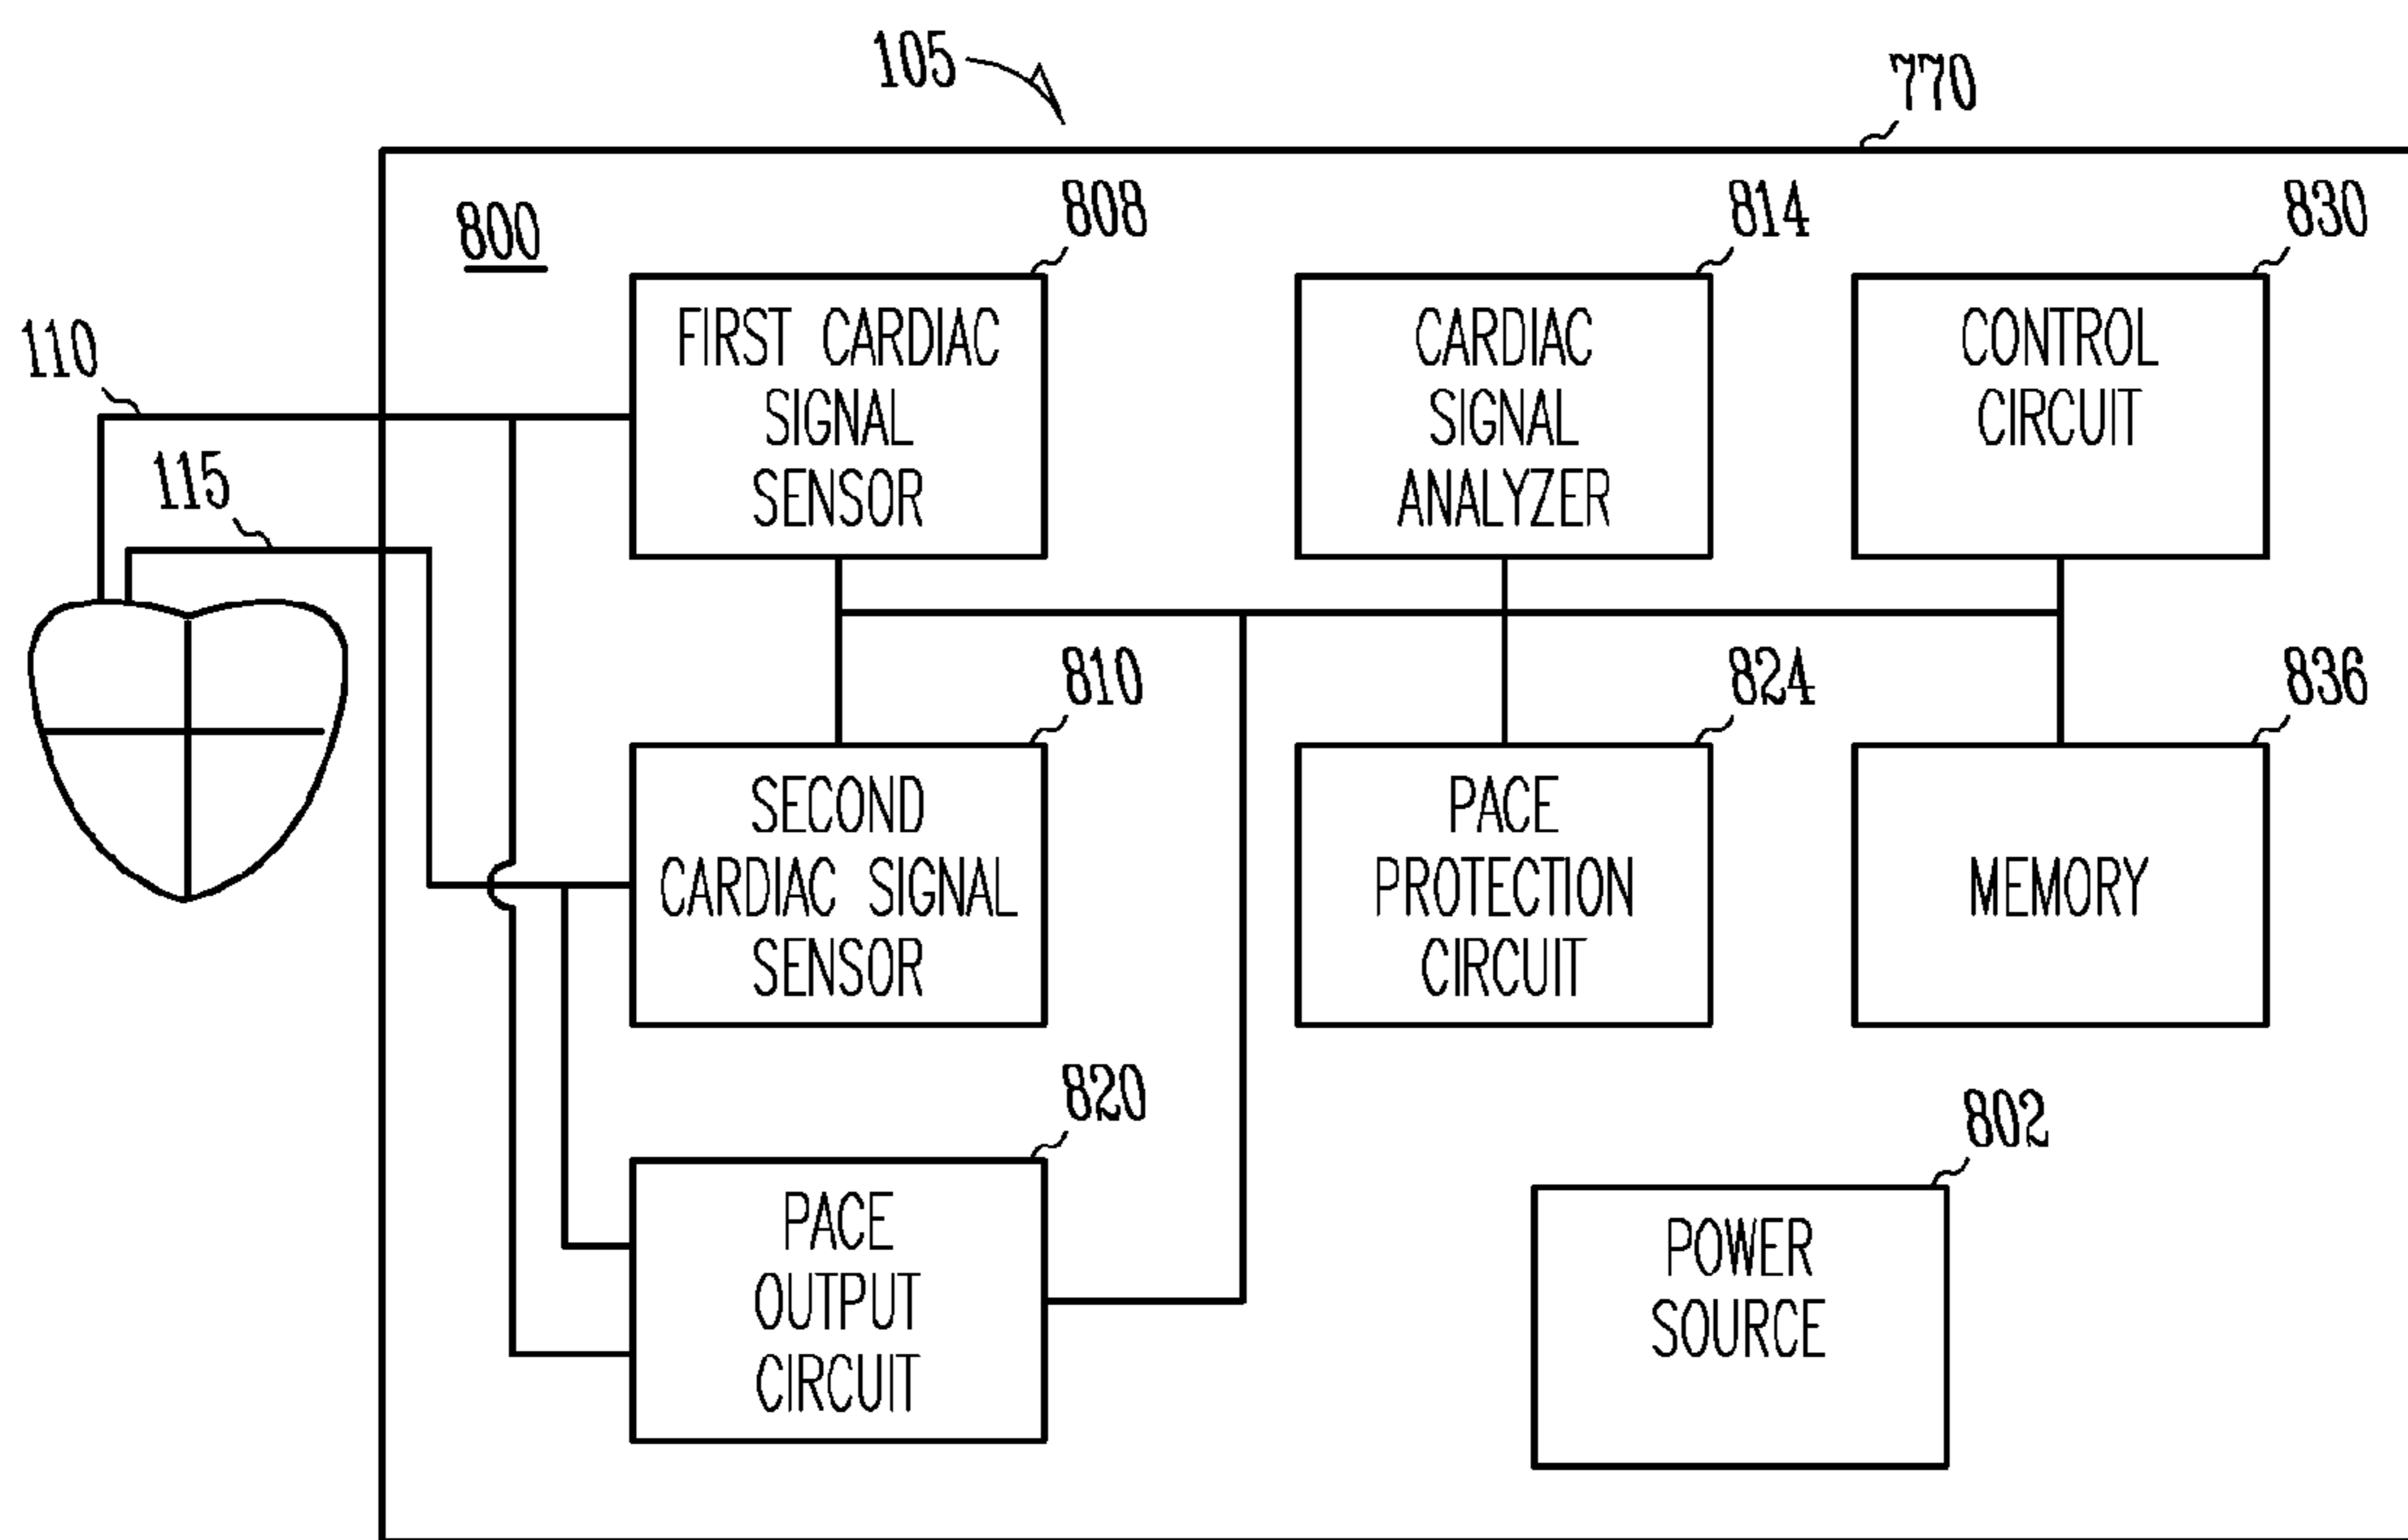 105
770
800
808
814
830
FIRST CARDIAC
SIGNAL
SENSOR
CARDIAC
SIGNAL
ANALYZER
CONTROL
CIRCUIT
110
115
810
824
836
SECOND
CARDIAC SIGNAL
SENSOR
PACE
PROTECTION
CIRCUIT
MEMORY
820
802
PACE
OUTPUT
CIRCUIT
POWER
SOURCE